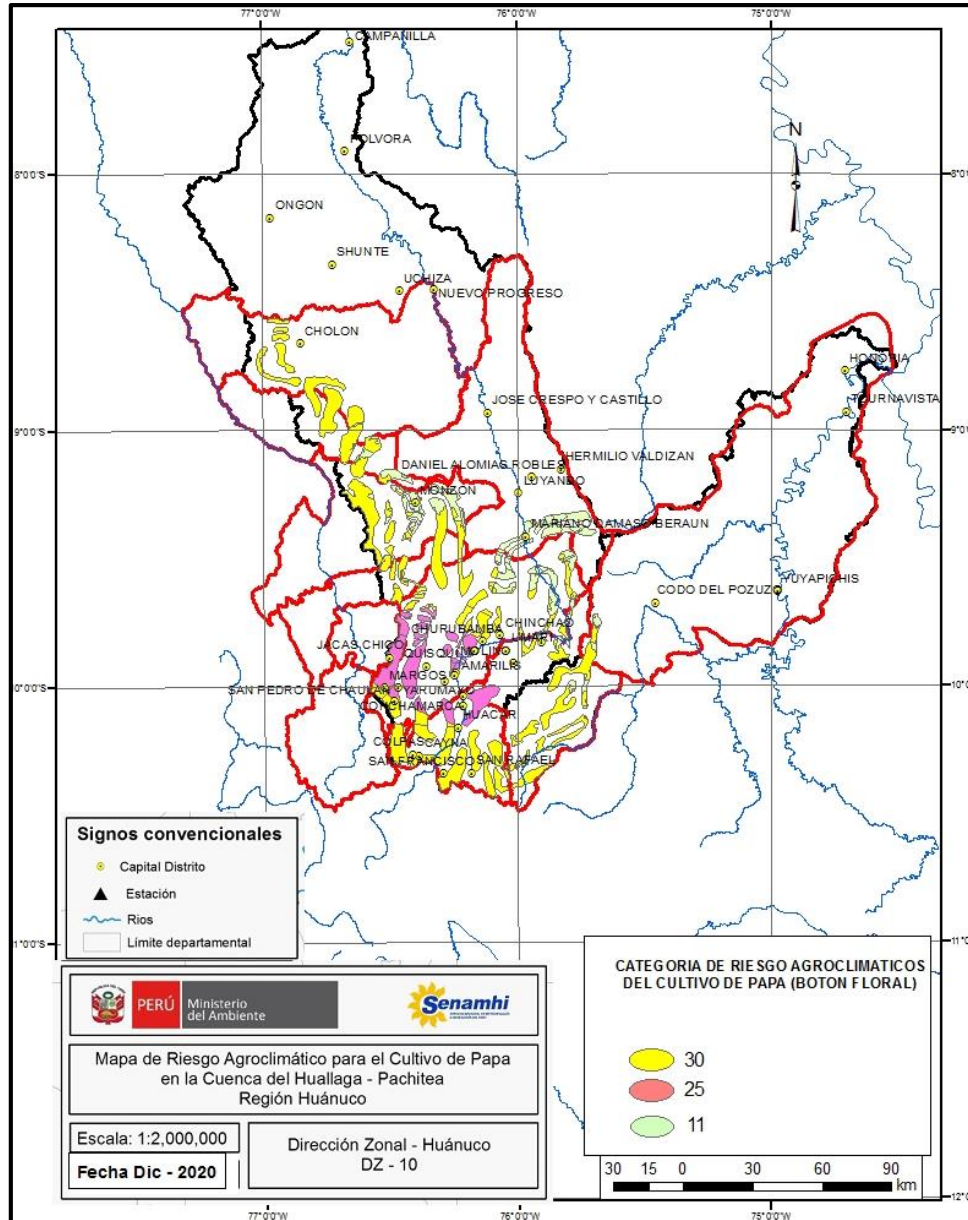 77°0'0"W 76°0'0"W 75°0'0"W
CAMPANILLA
POLVORA
N
8°0'0"S
ONGON
SHUNTE
UCHIZA
NUEVO PROGRESO
CHOLON
HONORIA
JOSE CRESPO Y CASTILLO
TOURNAVISTA
9°0'0"S
HERMILIO VALDIZAN
DANIEL ALOMIAS ROBLES
LUYANDO
MONZON
MARIANO DAMASO BERAUN
YUYAPICHIS
CODO DEL POZUZO
CHINCHAO
CHURUBAMBA
UMARI
JACAS CHICO
QUISQUI
MOLINO
AMARILIS
MARGOS
10°0'0"S
SAN PEDRO DE CHAULAN
YARUMAYO
CONCHAMARCA
HUACAR
COLPAS
CAYNA
SAN FRANCISCO
SAN RAFAEL
Signos convencionales
Capital Distrito
Estación
Rios
Límite departamental
PERÚ
Ministerio
del Ambiente
Senamhi
Mapa de Riesgo Agroclimático para el Cultivo de Papa
en la Cuenca del Huallaga - Pachitea
Región Huánuco
Escala: 1:2,000,000
Fecha Dic - 2020
Dirección Zonal - Huánuco
DZ - 10
CATEGORIA DE RIESGO AGROCLIMATICOS
DEL CULTIVO DE PAPA (BOTON FLORAL)
30
25
11
30 15 0 30 60 90
km
77°0'0"W 76°0'0"W 75°0'0"W